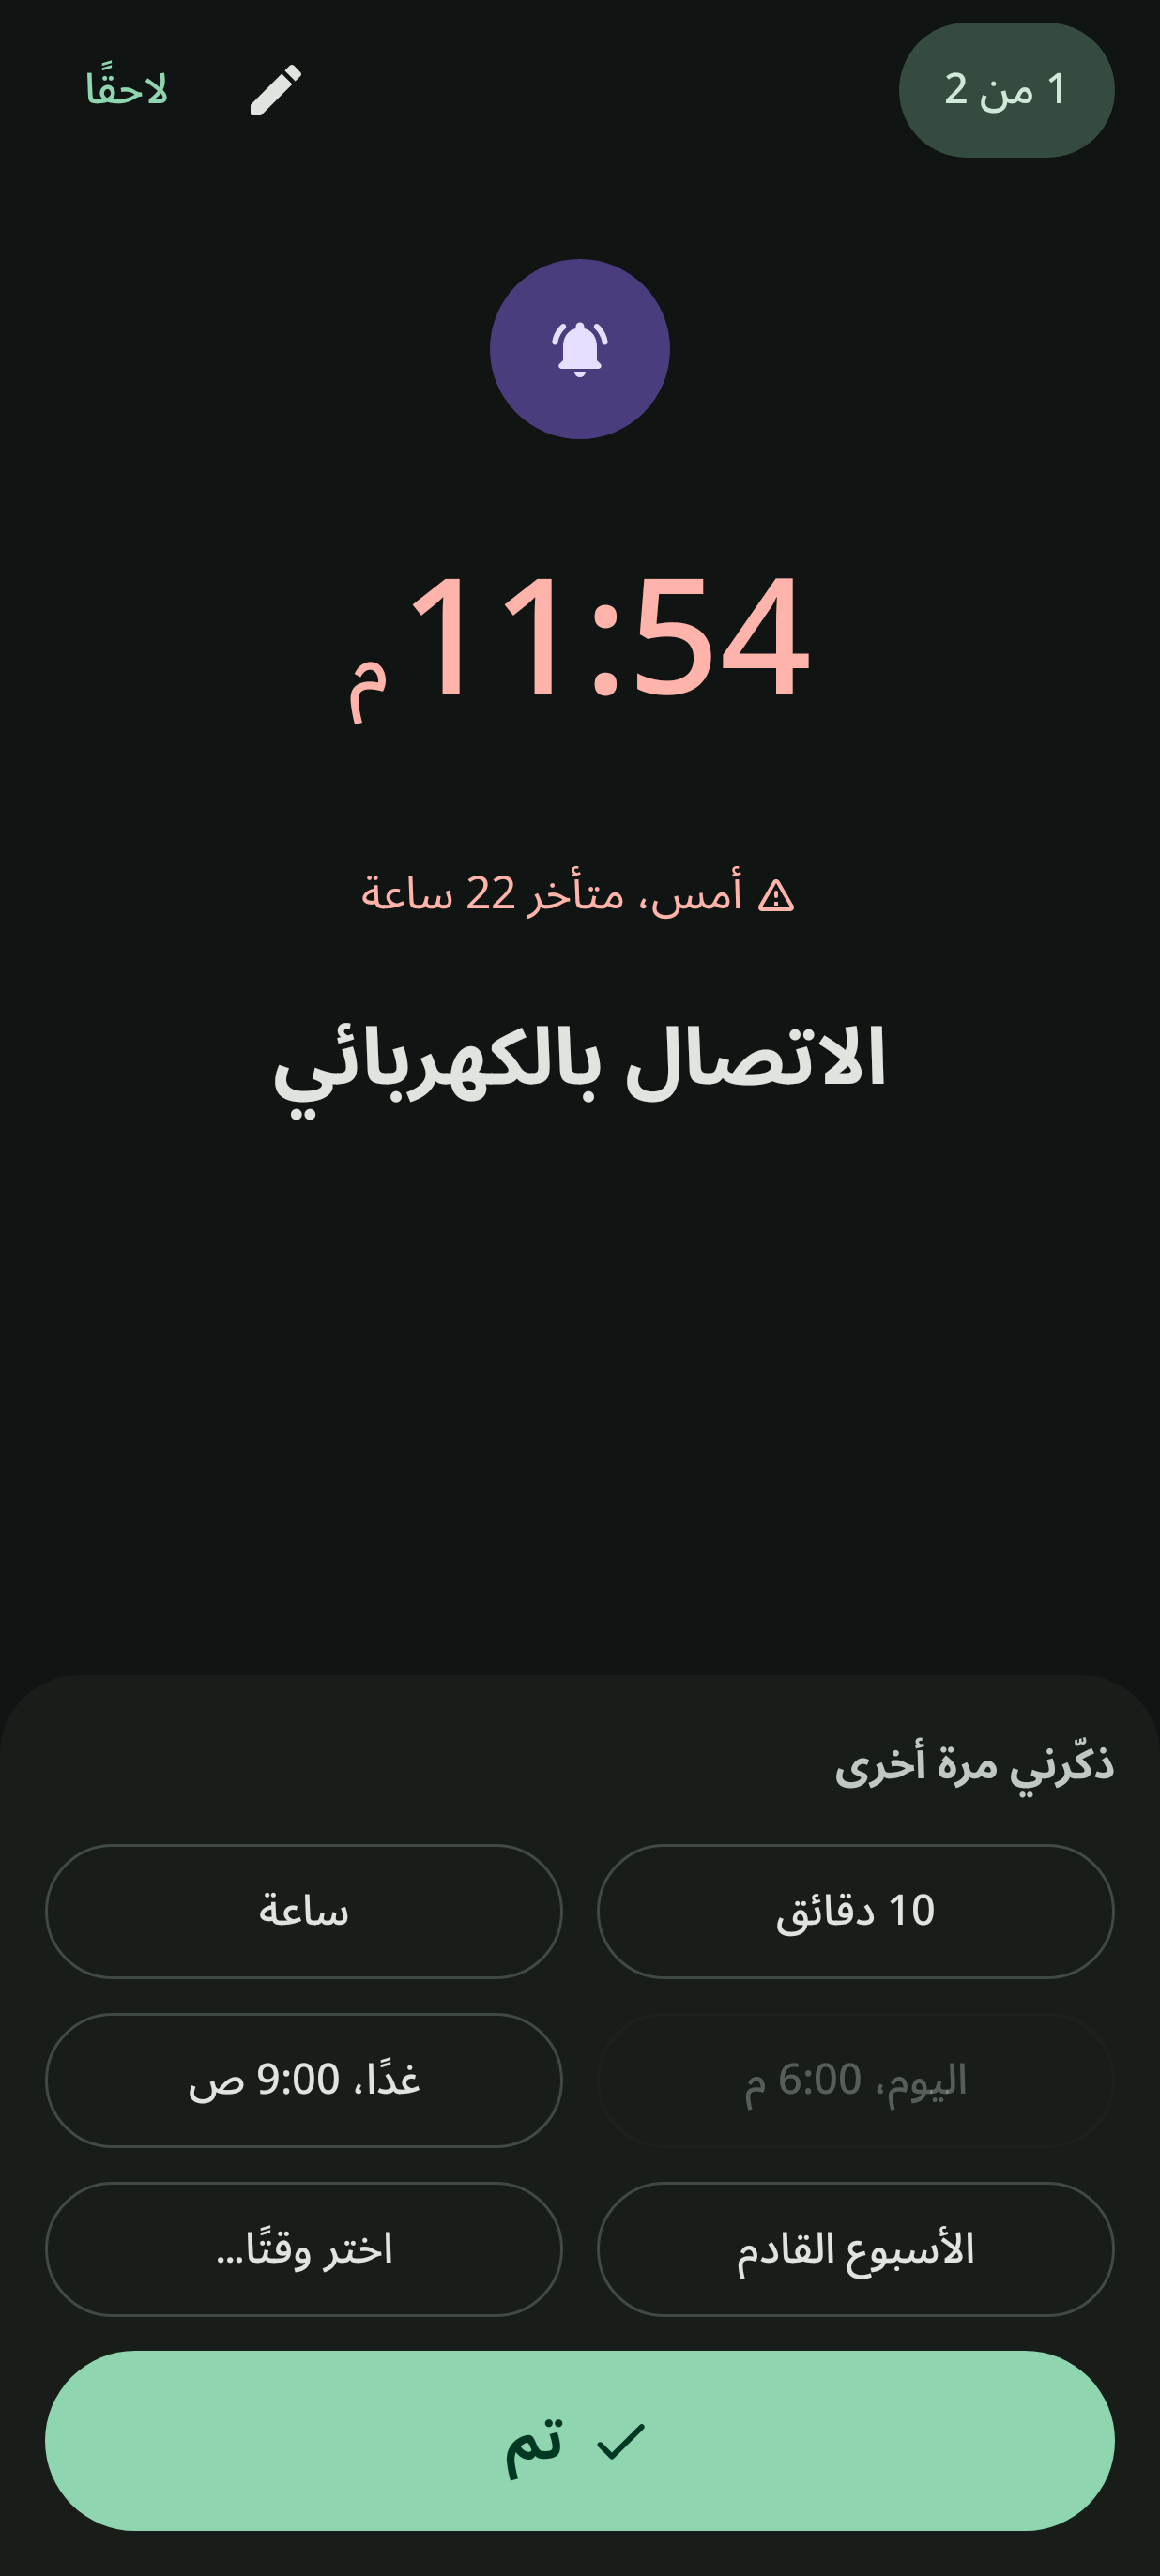 1 من 2
لاحقًا
11:54 م
أمس، متأخر 22 ساعة
الاتصال بالكهربائي
ذكّرني مرة أخرى
10 دقائق
ساعة
اليوم، 6:00 م
غدًا، 9:00 ص
الأسبوع القادم
اختر وقتًا...
تم